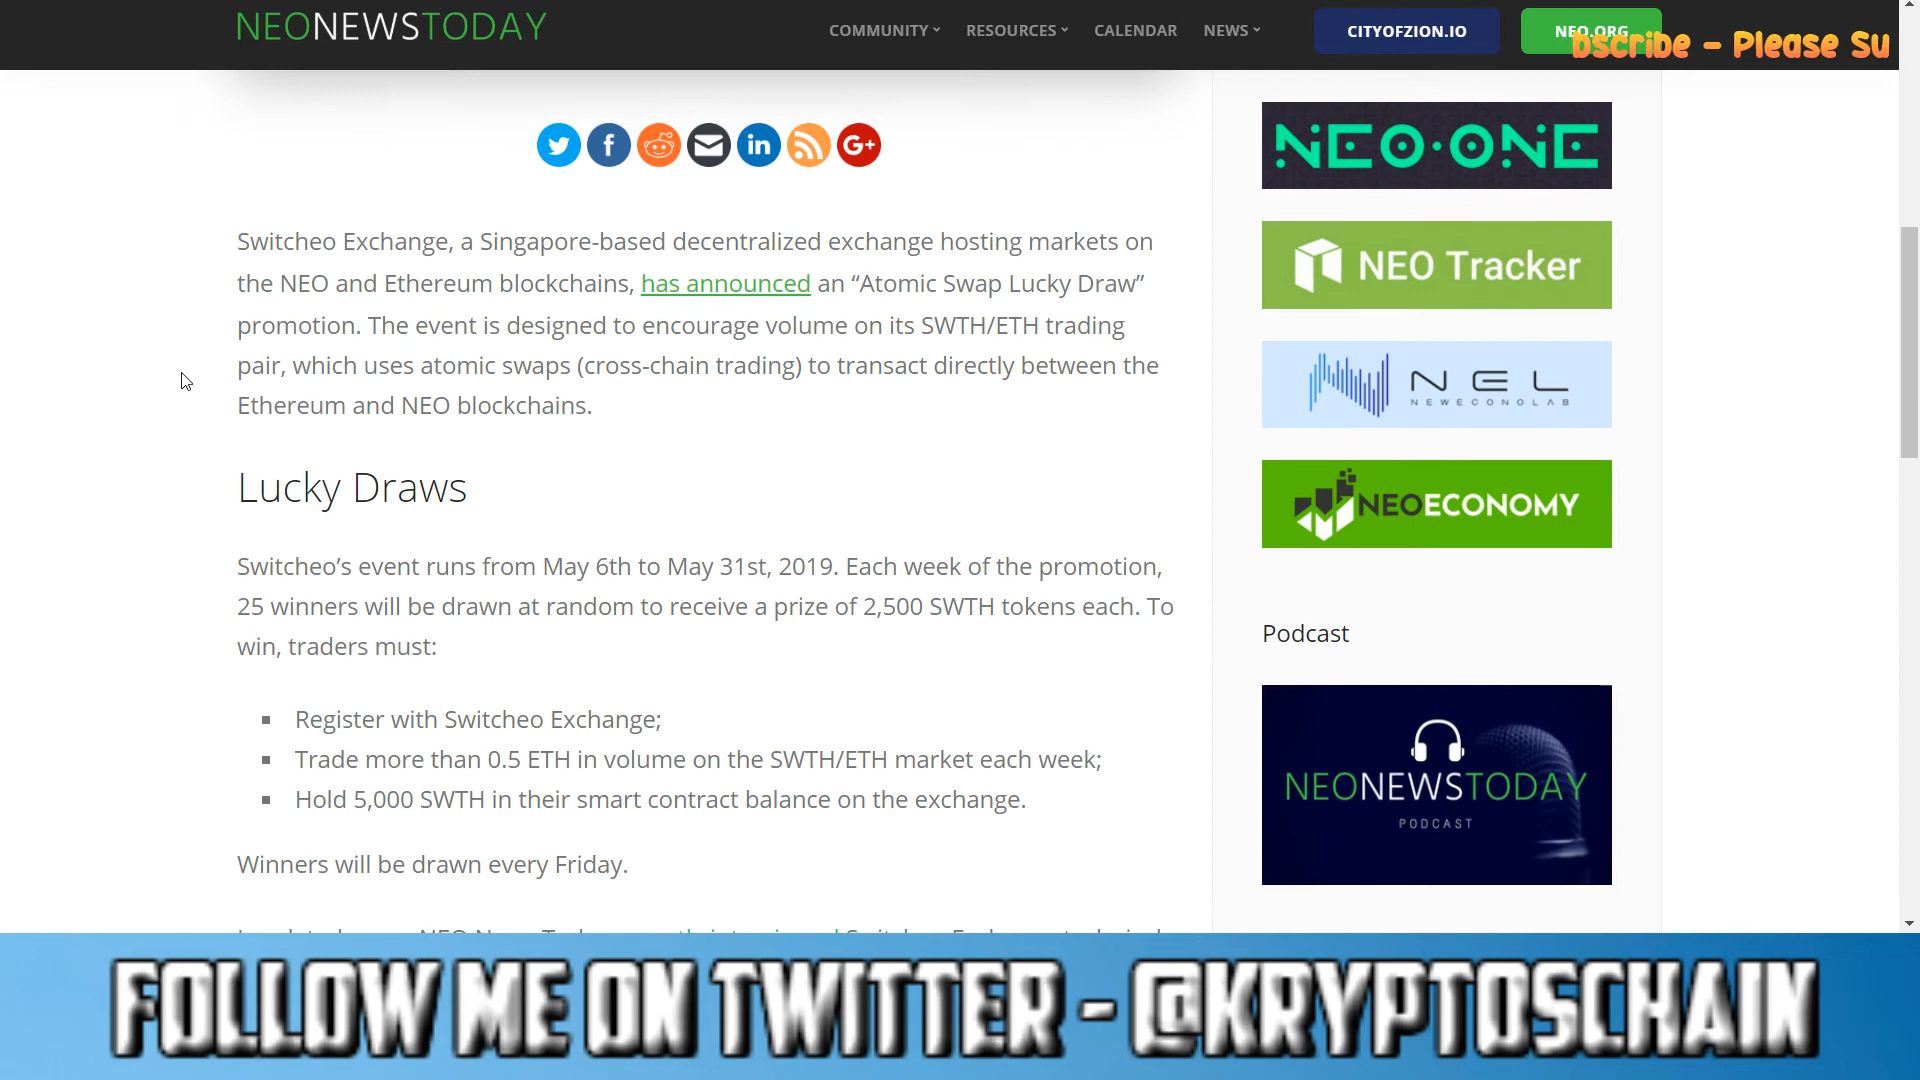 NEONEWSTODAY
COMMUNITY
RESOURCES
CALENDAR
NEWS
CITYOFZION.IO
NEO.ORG
bscribe - Please Su
Switcheo Exchange, a Singapore-based decentralized exchange hosting markets on
the NEO and Ethereum blockchains, has announced an “Atomic Swap Lucky Draw”
promotion. The event is designed to encourage volume on its SWTH/ETH trading
pair, which uses atomic swaps (cross-chain trading) to transact directly between the
Ethereum and NEO blockchains.
Lucky Draws
Switcheo’s event runs from May 6th to May 31st, 2019. Each week of the promotion,
25 winners will be drawn at random to receive a prize of 2,500 SWTH tokens each. To
win, traders must:
Register with Switcheo Exchange;
Trade more than 0.5 ETH in volume on the SWTH/ETH market each week;
Hold 5,000 SWTH in their smart contract balance on the exchange.
Winners will be drawn every Friday.
NEO•ONE
NEO Tracker
NEL
NEWECONOLAB
NEOECONOMY
Podcast
NEONEWSTODAY
PODCAST
FOLLOW ME ON TWITTER - @KRYPTOSCHAIN